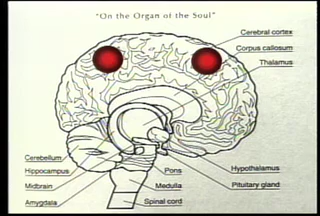 "On the Organ of the Soul"
Cerebral cortex
Corpus callosum
Thalamus
Cerebellum
Hippocampus
Midbrain
Amygdala
Pons
Medulla
Spinal cord
Hypothalamus
Pituitary gland